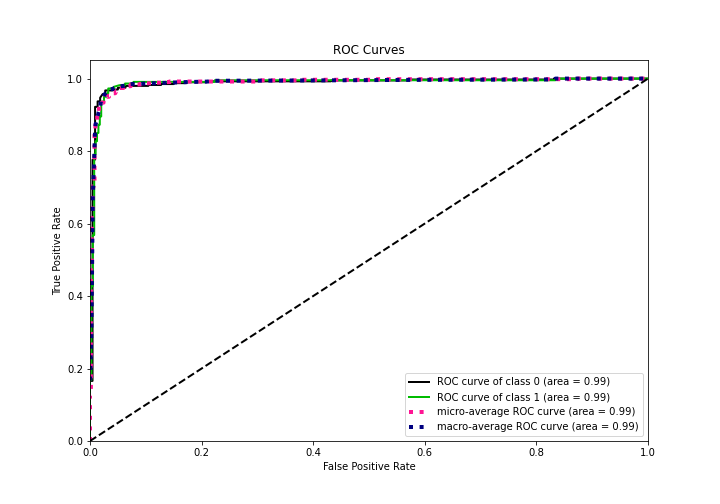 ROC Curves
True Positive Rate
1.0
0.8
0.6
0.4
0.2
0.0
0.0 0.2 0.4 0.6 0.8 1.0
False Positive Rate
ROC curve of class 0 (area = 0.99)
ROC curve of class 1 (area = 0.99)
micro-average ROC curve (area = 0.99)
macro-average ROC curve (area = 0.99)